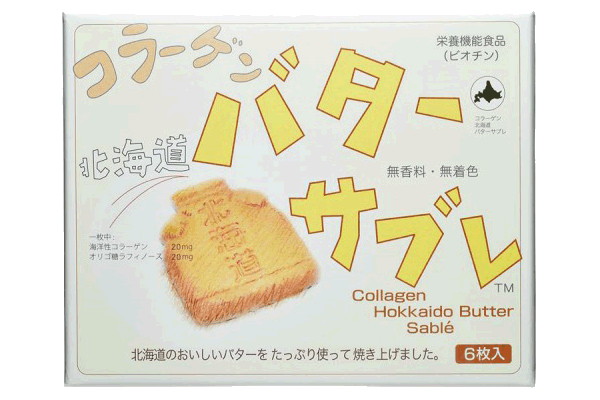 コラーゲン
栄養機能食品
（ビオチン）
バター
コラーゲン
北海道
バターサブレ
北海道
無香料・無着色
サブレ
TM
北海道
一枚中：
海洋性コラーゲン 20mg
オリゴ糖ラフィノース 20mg
Collagen
Hokkaido Butter
Sablé
北海道のおいしいバターを たっぷり使って 焼き上げました。
6枚入